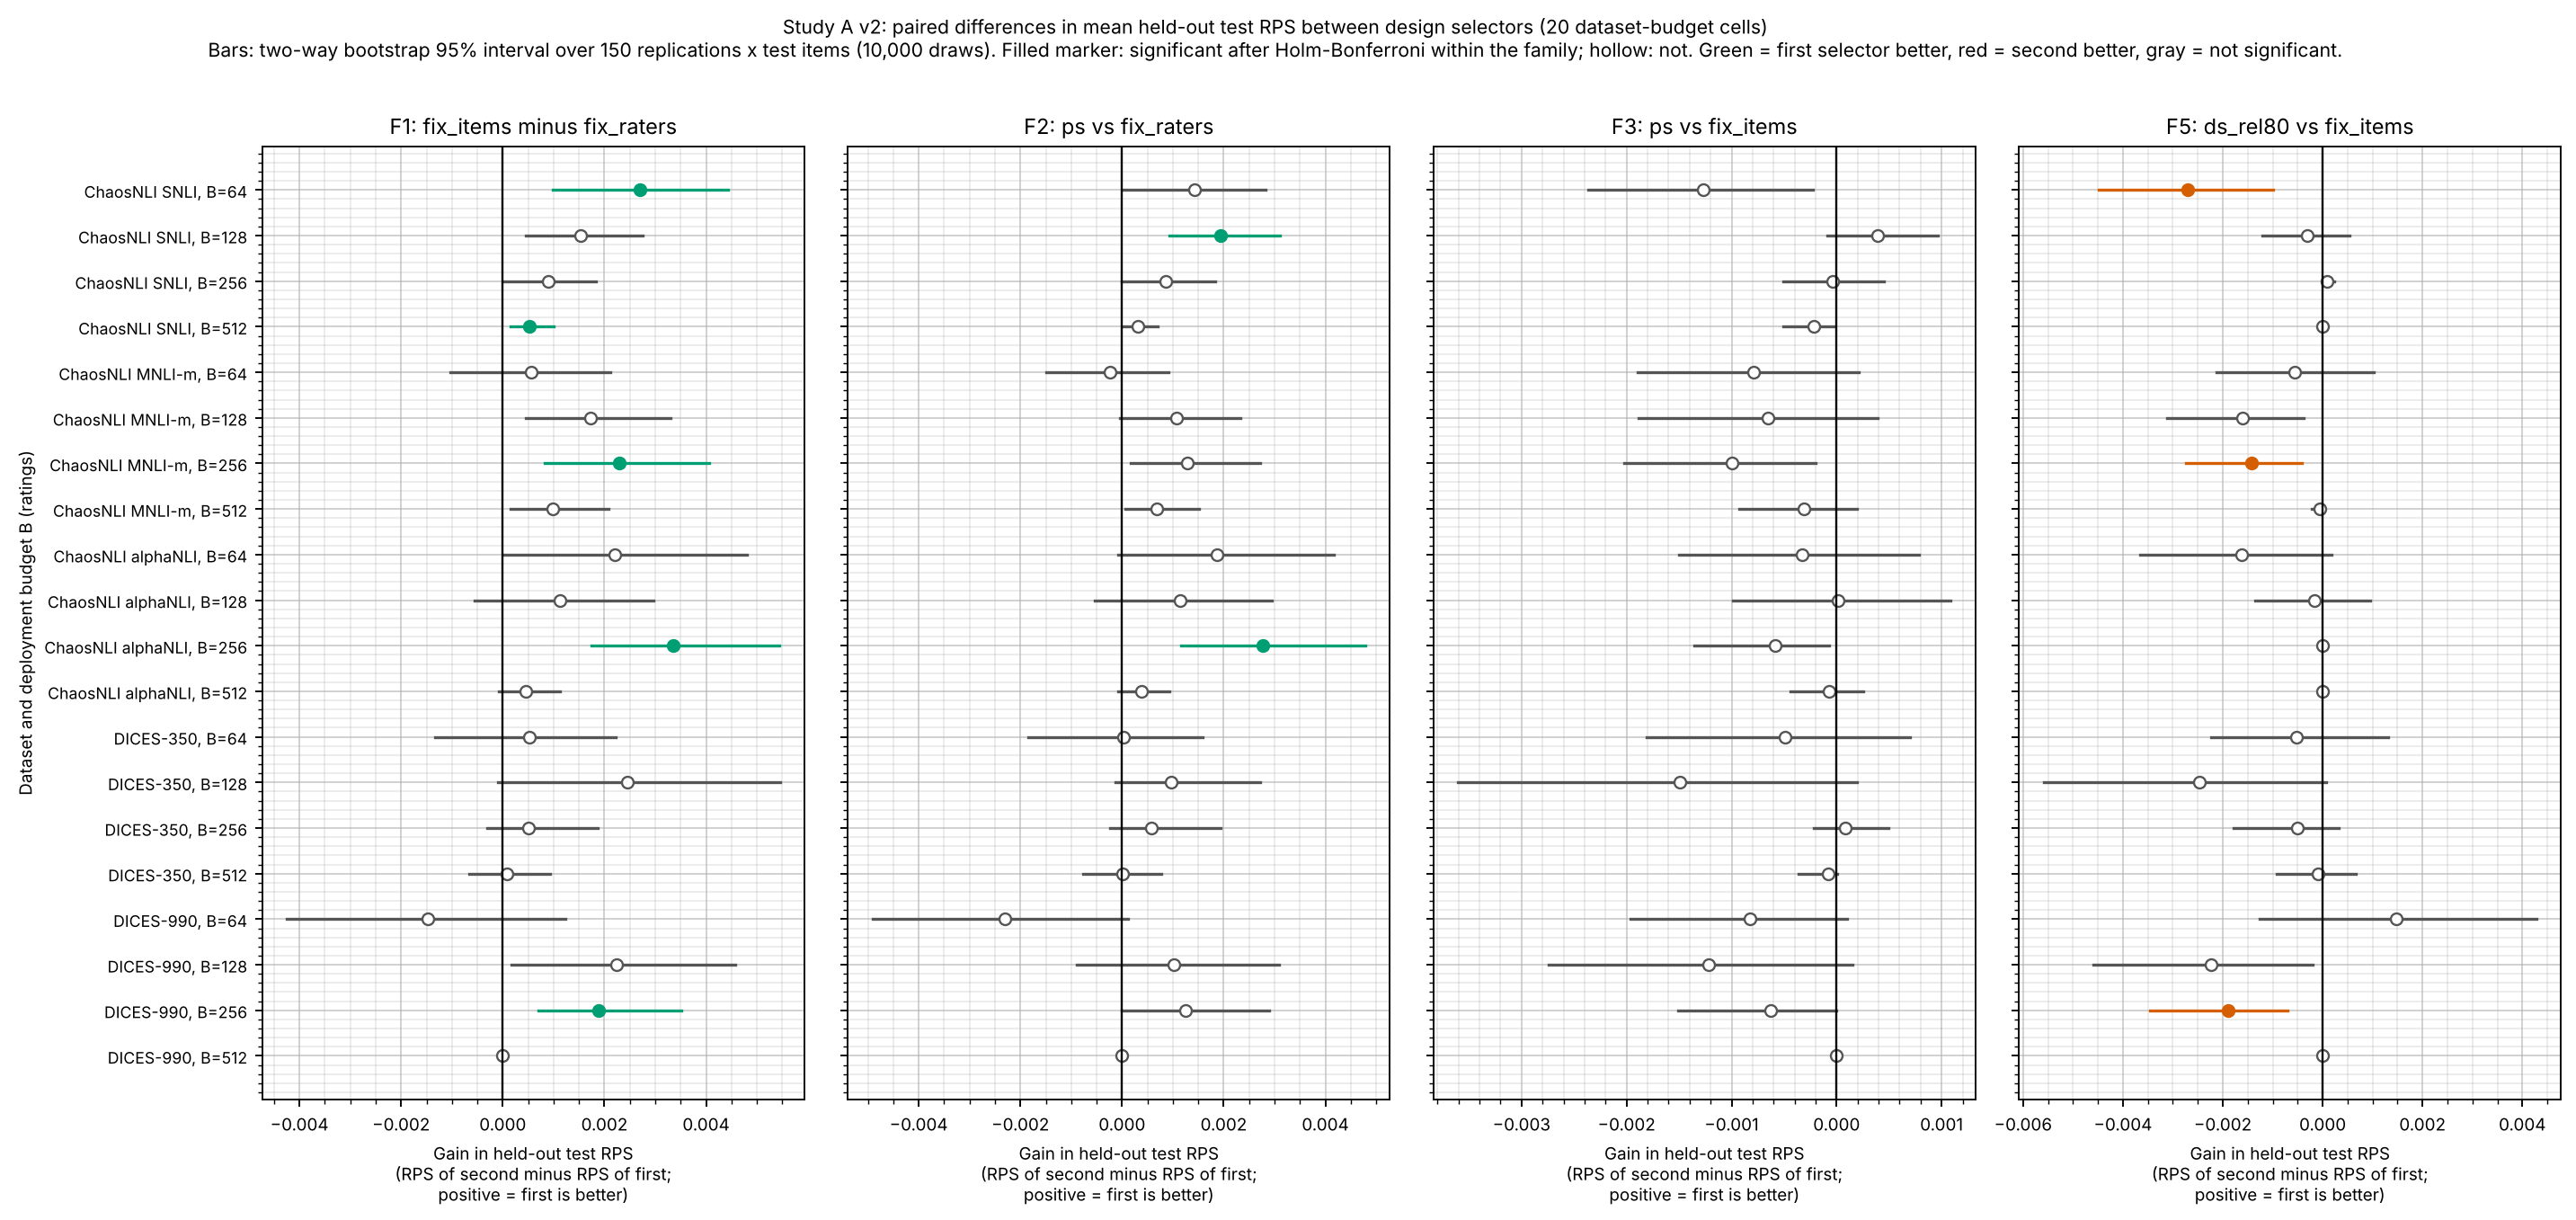 Study A v2: paired differences in mean held-out test RPS between design selectors (20 dataset-budget cells)
Bars: two-way bootstrap 95% interval over 150 replications x test items (10,000 draws). Filled marker: significant after Holm-Bonferroni within the family; hollow: not. Green = first selector better, red = second better, gray = not significant.
F1: fix_items minus fix_raters
F2: ps vs fix_raters
F3: ps vs fix_items
F5: ds_rel80 vs fix_items
Dataset and deployment budget B (ratings)
ChaosNLI SNLI, B=64
ChaosNLI SNLI, B=128
ChaosNLI SNLI, B=256
ChaosNLI SNLI, B=512
ChaosNLI MNLI-m, B=64
ChaosNLI MNLI-m, B=128
ChaosNLI MNLI-m, B=256
ChaosNLI MNLI-m, B=512
ChaosNLI alphaNLI, B=64
ChaosNLI alphaNLI, B=128
ChaosNLI alphaNLI, B=256
ChaosNLI alphaNLI, B=512
DICES-350, B=64
DICES-350, B=128
DICES-350, B=256
DICES-350, B=512
DICES-990, B=64
DICES-990, B=128
DICES-990, B=256
DICES-990, B=512
−0.004 −0.002 0.000 0.002 0.004
Gain in held-out test RPS
(RPS of second minus RPS of first;
positive = first is better)
−0.004 −0.002 0.000 0.002 0.004
Gain in held-out test RPS
(RPS of second minus RPS of first;
positive = first is better)
−0.003 −0.002 −0.001 0.000 0.001
Gain in held-out test RPS
(RPS of second minus RPS of first;
positive = first is better)
−0.006 −0.004 −0.002 0.000 0.002 0.004
Gain in held-out test RPS
(RPS of second minus RPS of first;
positive = first is better)